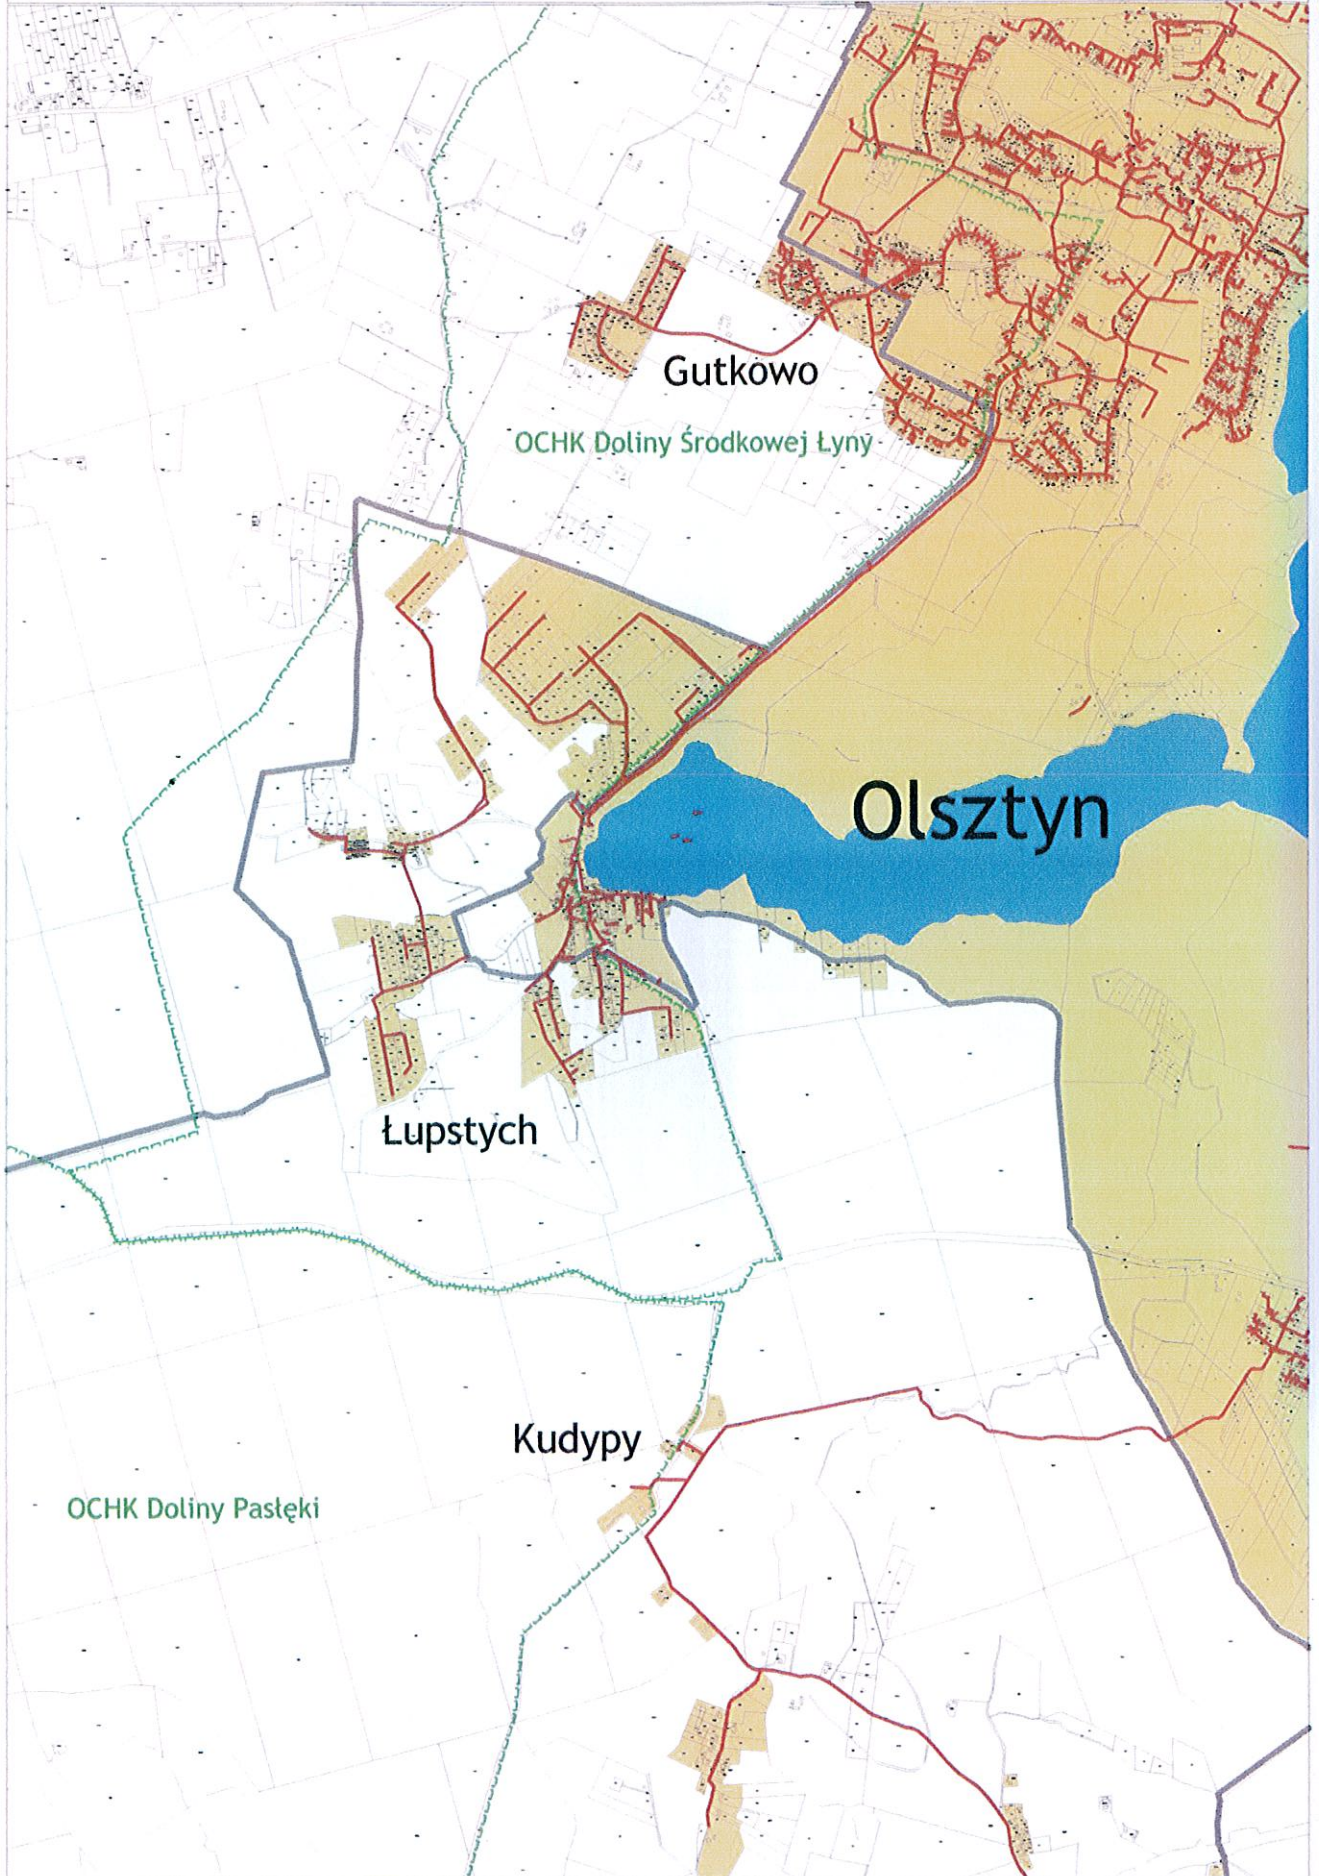 Gutkowo
OCHK Doliny Środkowej Łyny
Olsztyn
Łupstych
Kudypy
OCHK Doliny Pasłęki